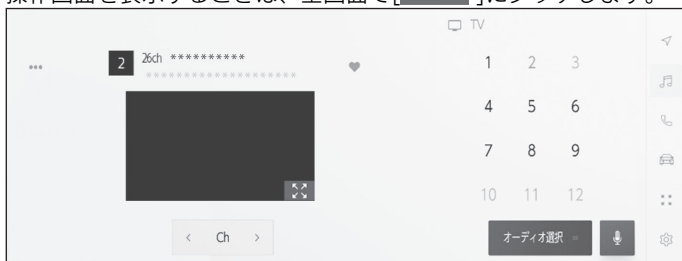 操作画面を表示するときは、全画面で[　　]にタッチします。
TV
2 26ch **********
*********************
1 2 3
4 5 6
7 8 9
10 11 12
Ch
オーディオ選択